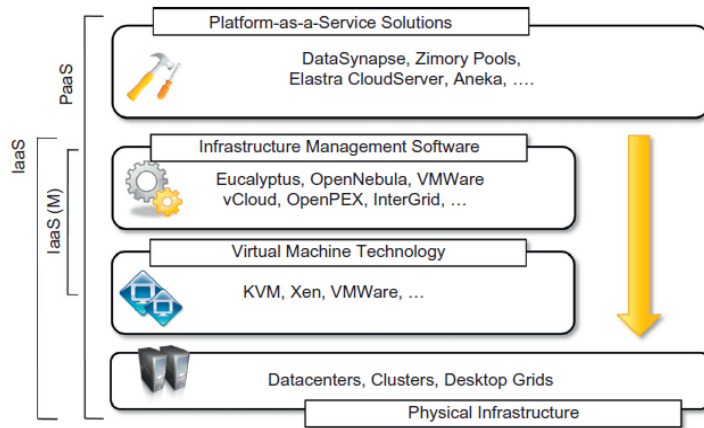 Platform-as-a-Service Solutions
DataSynapse, Zimory Pools,
Elastra CloudServer, Aneka, ....
PaaS
IaaS
IaaS (M)
Infrastructure Management Software
Eucalyptus, OpenNebula, VMWare
vCloud, OpenPEX, InterGrid, ...
Virtual Machine Technology
KVM, Xen, VMWare, ...
Datacenters, Clusters, Desktop Grids
Physical Infrastructure